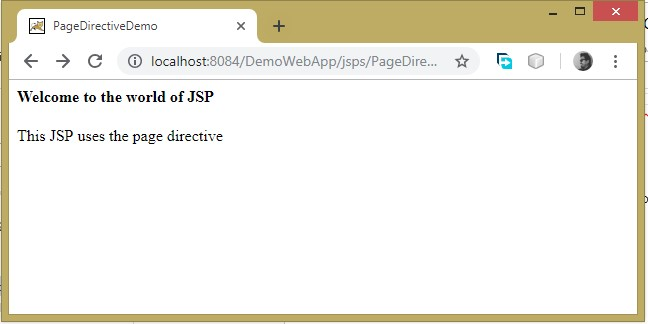 PageDirectiveDemo
localhost:8084/DemoWebApp/jsps/PageDire...
Welcome to the world of JSP
This JSP uses the page directive